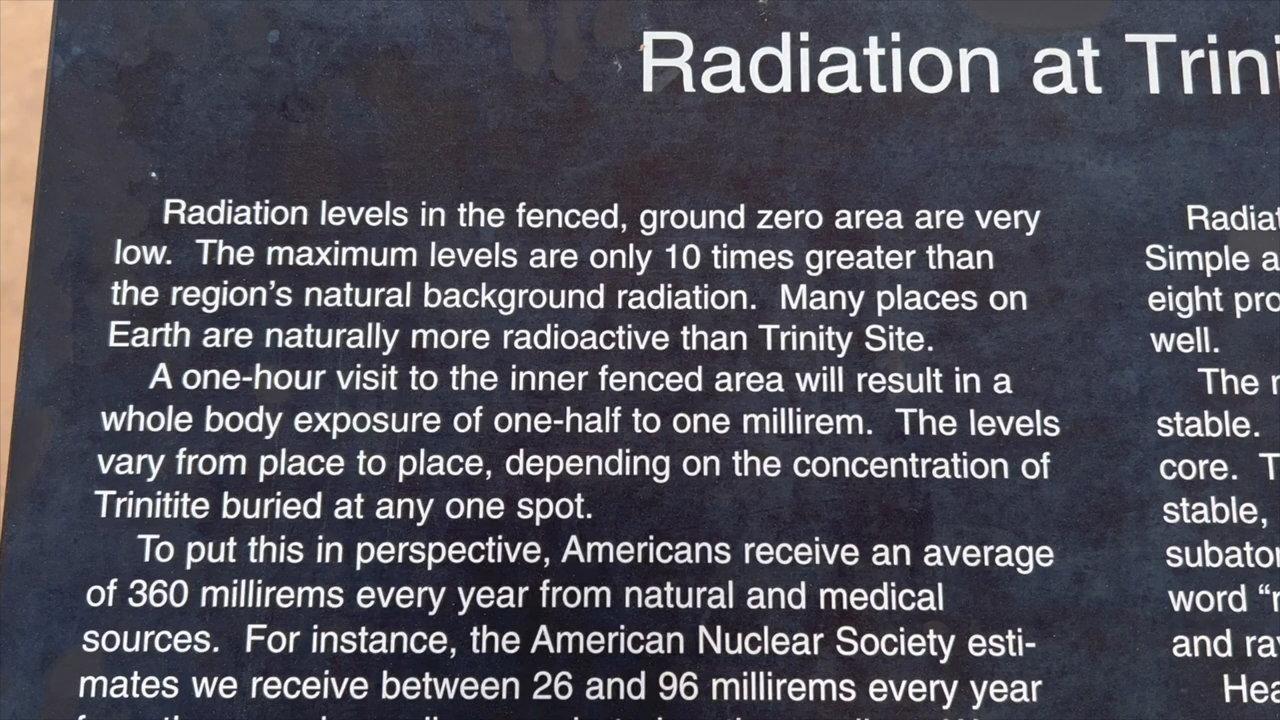 Radiation at Trini
Radiation levels in the fenced, ground zero area are very
low. The maximum levels are only 10 times greater than
the region's natural background radiation. Many places on
Earth are naturally more radioactive than Trinity Site.
A one-hour visit to the inner fenced area will result in a
whole body exposure of one-half to one millirem. The levels
vary from place to place, depending on the concentration of
Trinitite buried at any one spot.
To put this in perspective, Americans receive an average
of 360 millirems every year from natural and medical
sources. For instance, the American Nuclear Society esti-
mates we receive between 26 and 96 millirems every year
Radia
Simple a
eight pro
well.
The r
stable.
core. T
stable,
subator
word “r
and ra
Hea